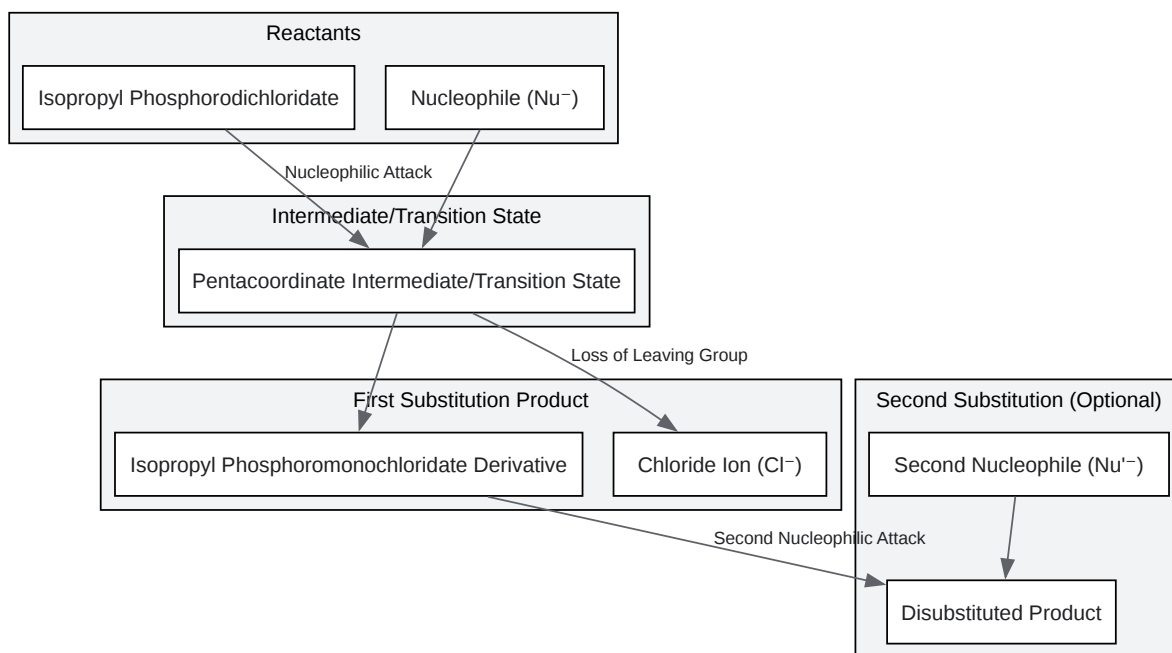 Reactants
Isopropyl Phosphorodichloridate
Nucleophile (Nu⁻)
Nucleophilic Attack
Intermediate/Transition State
Pentacoordinate Intermediate/Transition State
Loss of Leaving Group
First Substitution Product
Second Substitution (Optional)
Isopropyl Phosphoromonochloridate Derivative
Chloride Ion (Cl⁻)
Second Nucleophile (Nu'⁻)
Second Nucleophilic Attack
Disubstituted Product